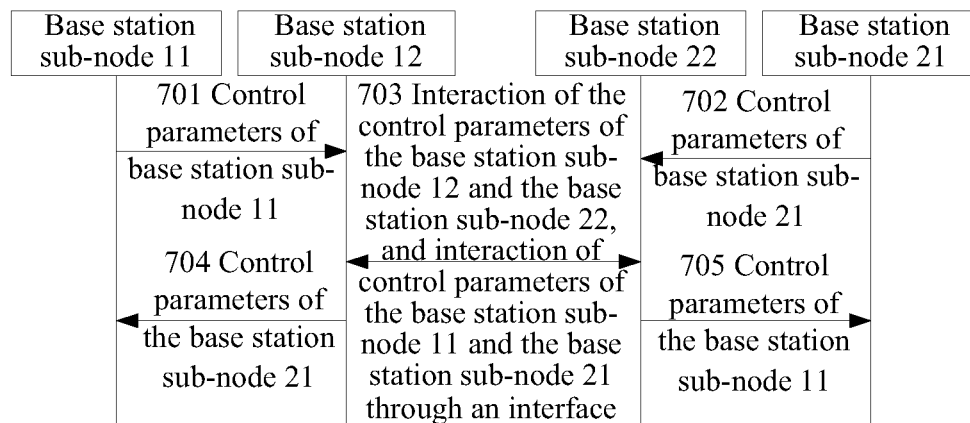 Base station
sub-node 11
Base station
sub-node 12
Base station
sub-node 22
Base station
sub-node 21
701 Control
parameters of
base station sub-
node 11
703 Interaction of the
control parameters of
the base station sub-
node 12 and the base
station sub-node 22,
and interaction of
control parameters of
the base station sub-
node 11 and the base
station sub-node 21
through an interface
702 Control
parameters of
base station sub-
node 21
704 Control
parameters of
the base station
sub-node 21
705 Control
parameters of
the base station
sub-node 11